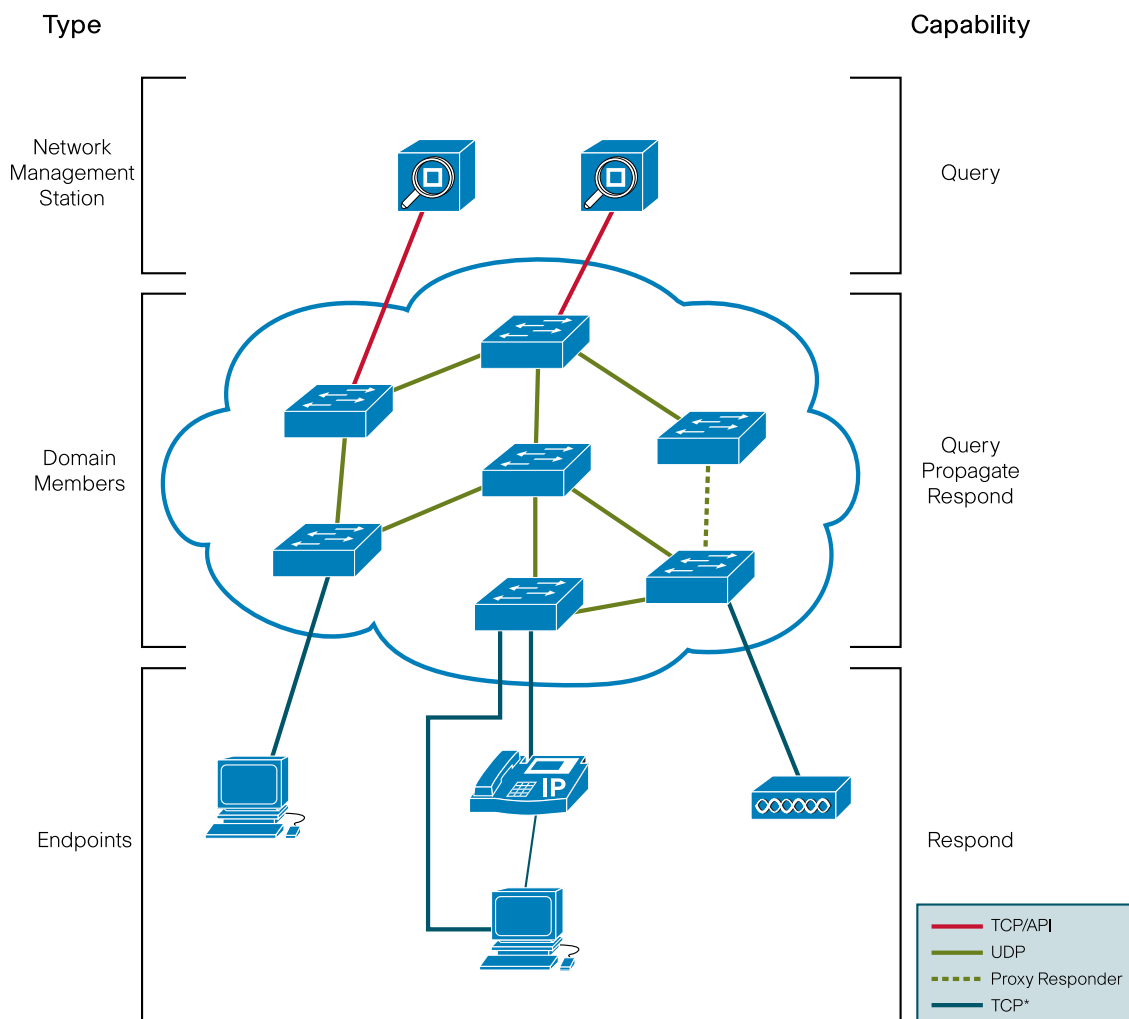 Type
Capability
Network
Management
Station
Query
Domain
Members
Query
Propagate
Respond
IP
Endpoints
Respond
TCP/API
UDP
Proxy Responder
TCP*